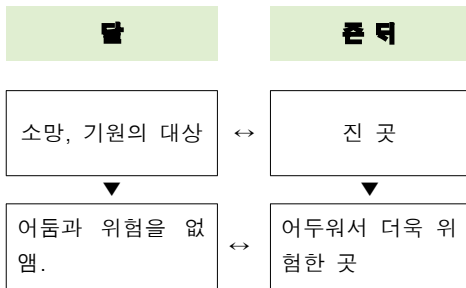 달 즌 ᄃᆡ
소망, 기원의 대상 ↔ 진 곳
▼ ▼
어둠과 위험을 없 ↔ 어두워서 더욱 위
앰. 험한 곳